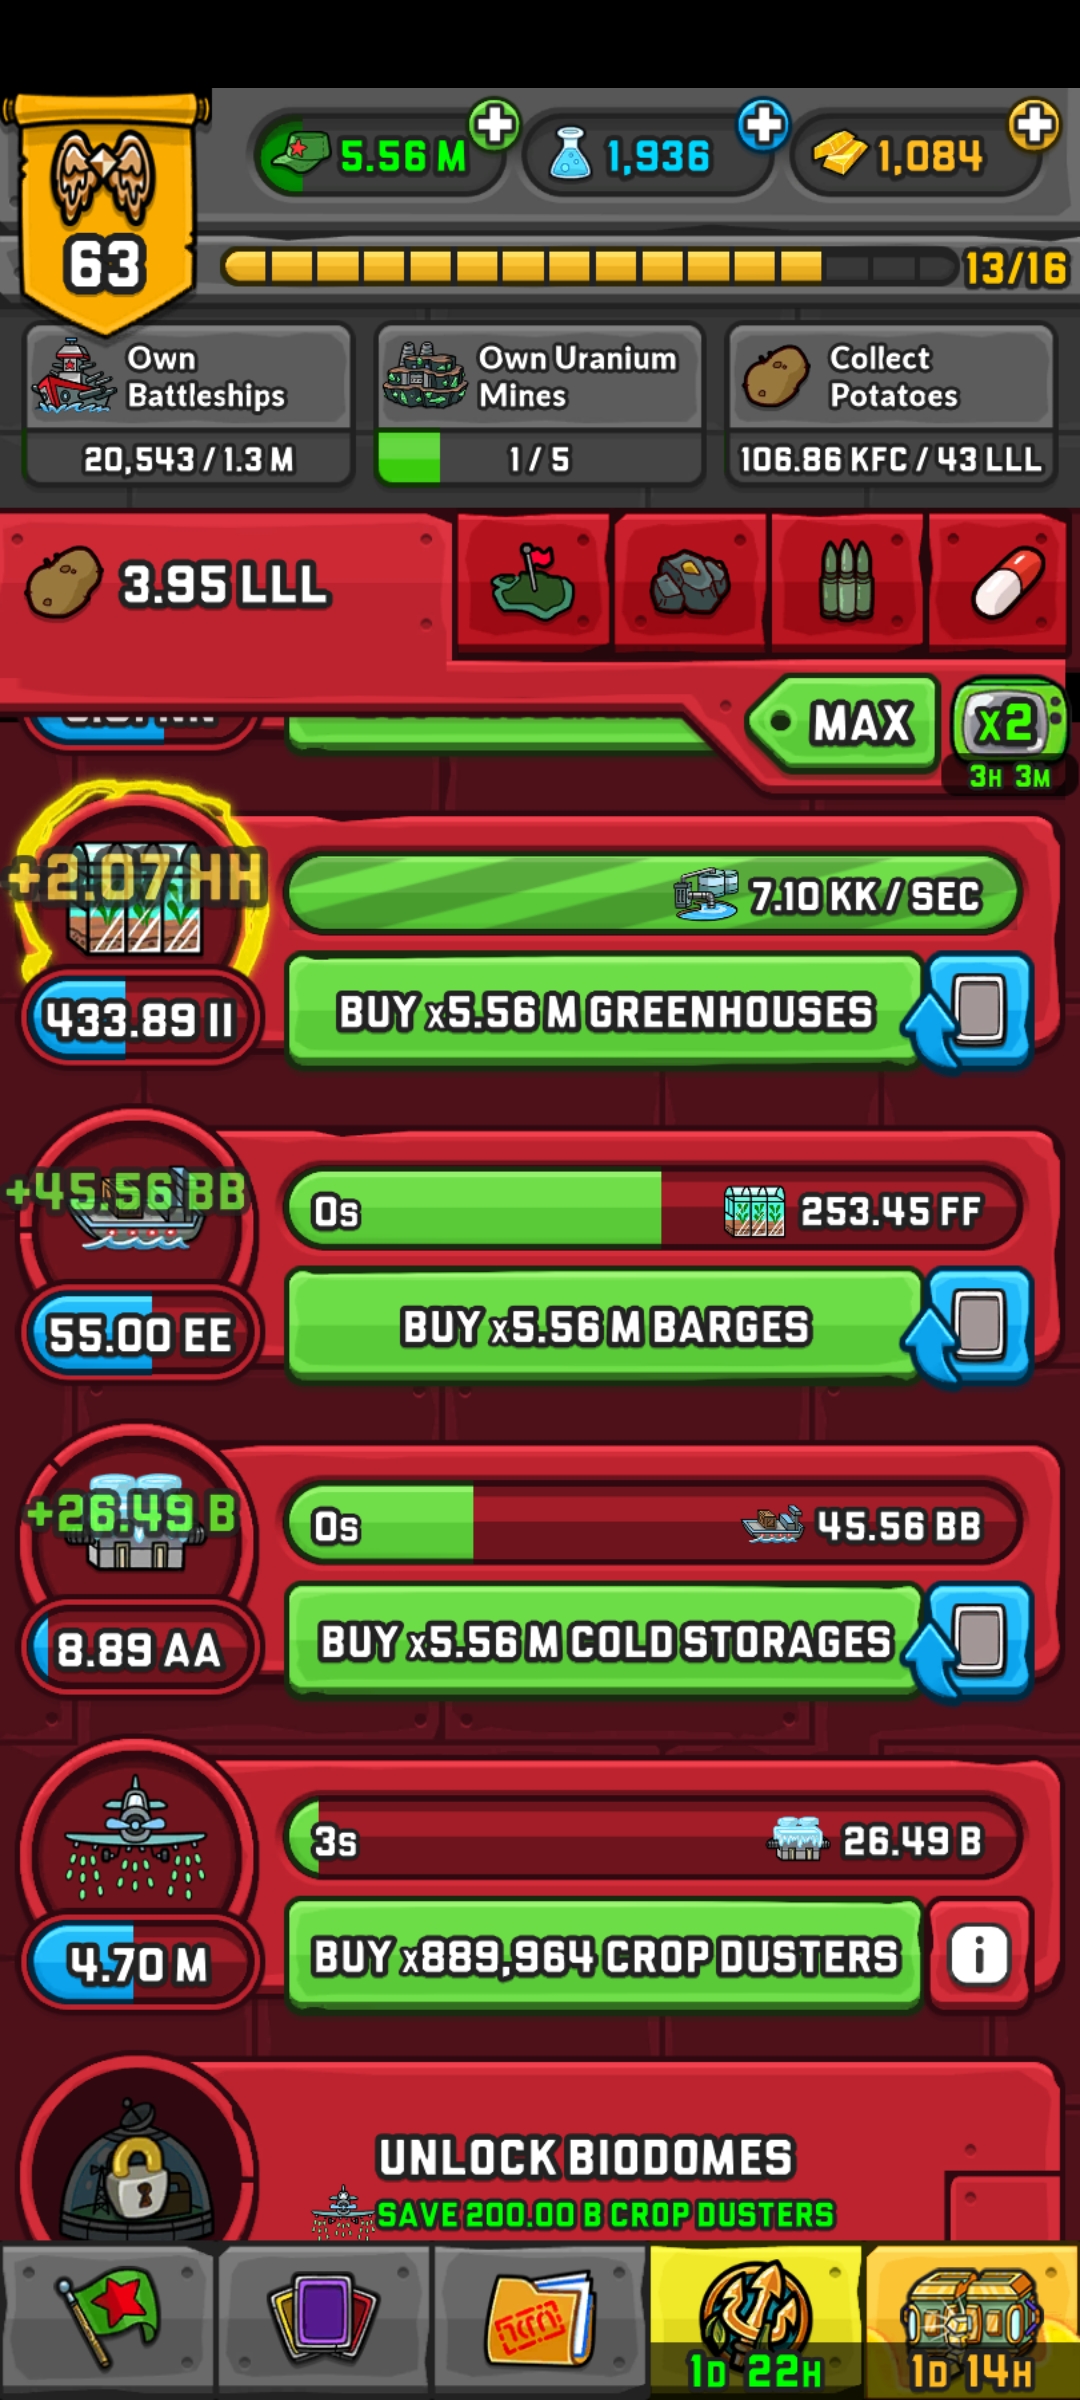 5.56 M
1,936
1,084
63
13/16
Own
Battleships
20,543 / 1.3 M
Own Uranium
Mines
1 / 5
Collect
Potatoes
106.86 KFC / 43 LLL
3.95 LLL
MAX
x2
3H 3M
+2.07 HH
7.10 KK / SEC
433.89 II
BUY x5.56 M GREENHOUSES
+45.56 BB
0s
253.45 FF
55.00 EE
BUY x5.56 M BARGES
+26.49 B
0s
45.56 BB
8.89 AA
BUY x5.56 M COLD STORAGES
3s
26.49 B
4.70 M
BUY x889,964 CROP DUSTERS
i
UNLOCK BIODOMES
SAVE 200.00 B CROP DUSTERS
1D 22H
1D 14H